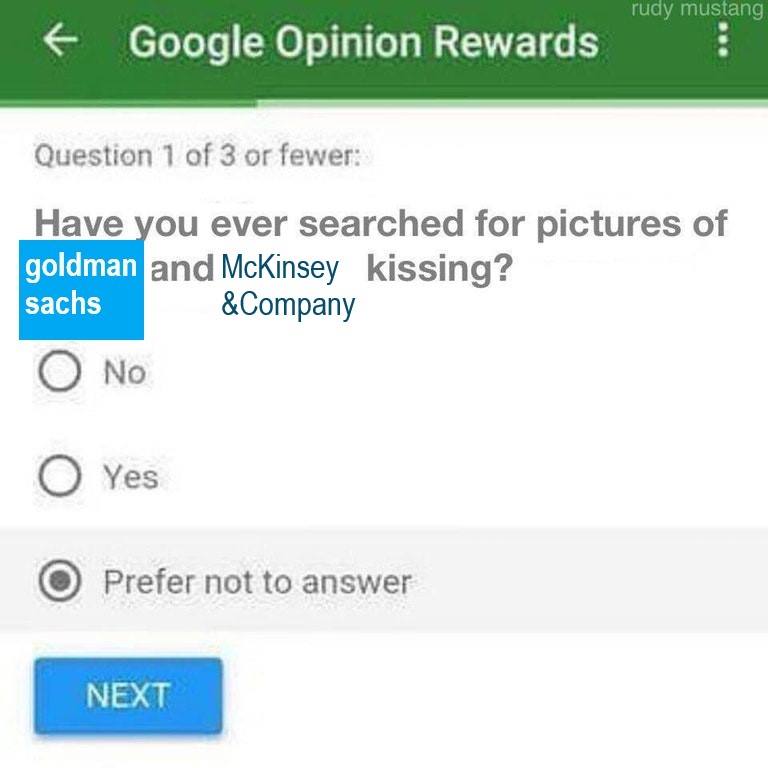 rudy mustang
Google Opinion Rewards
Question 1 of 3 or fewer:
Have you ever searched for pictures of
goldman sachs and McKinsey &Company kissing?
No
Yes
Prefer not to answer
NEXT